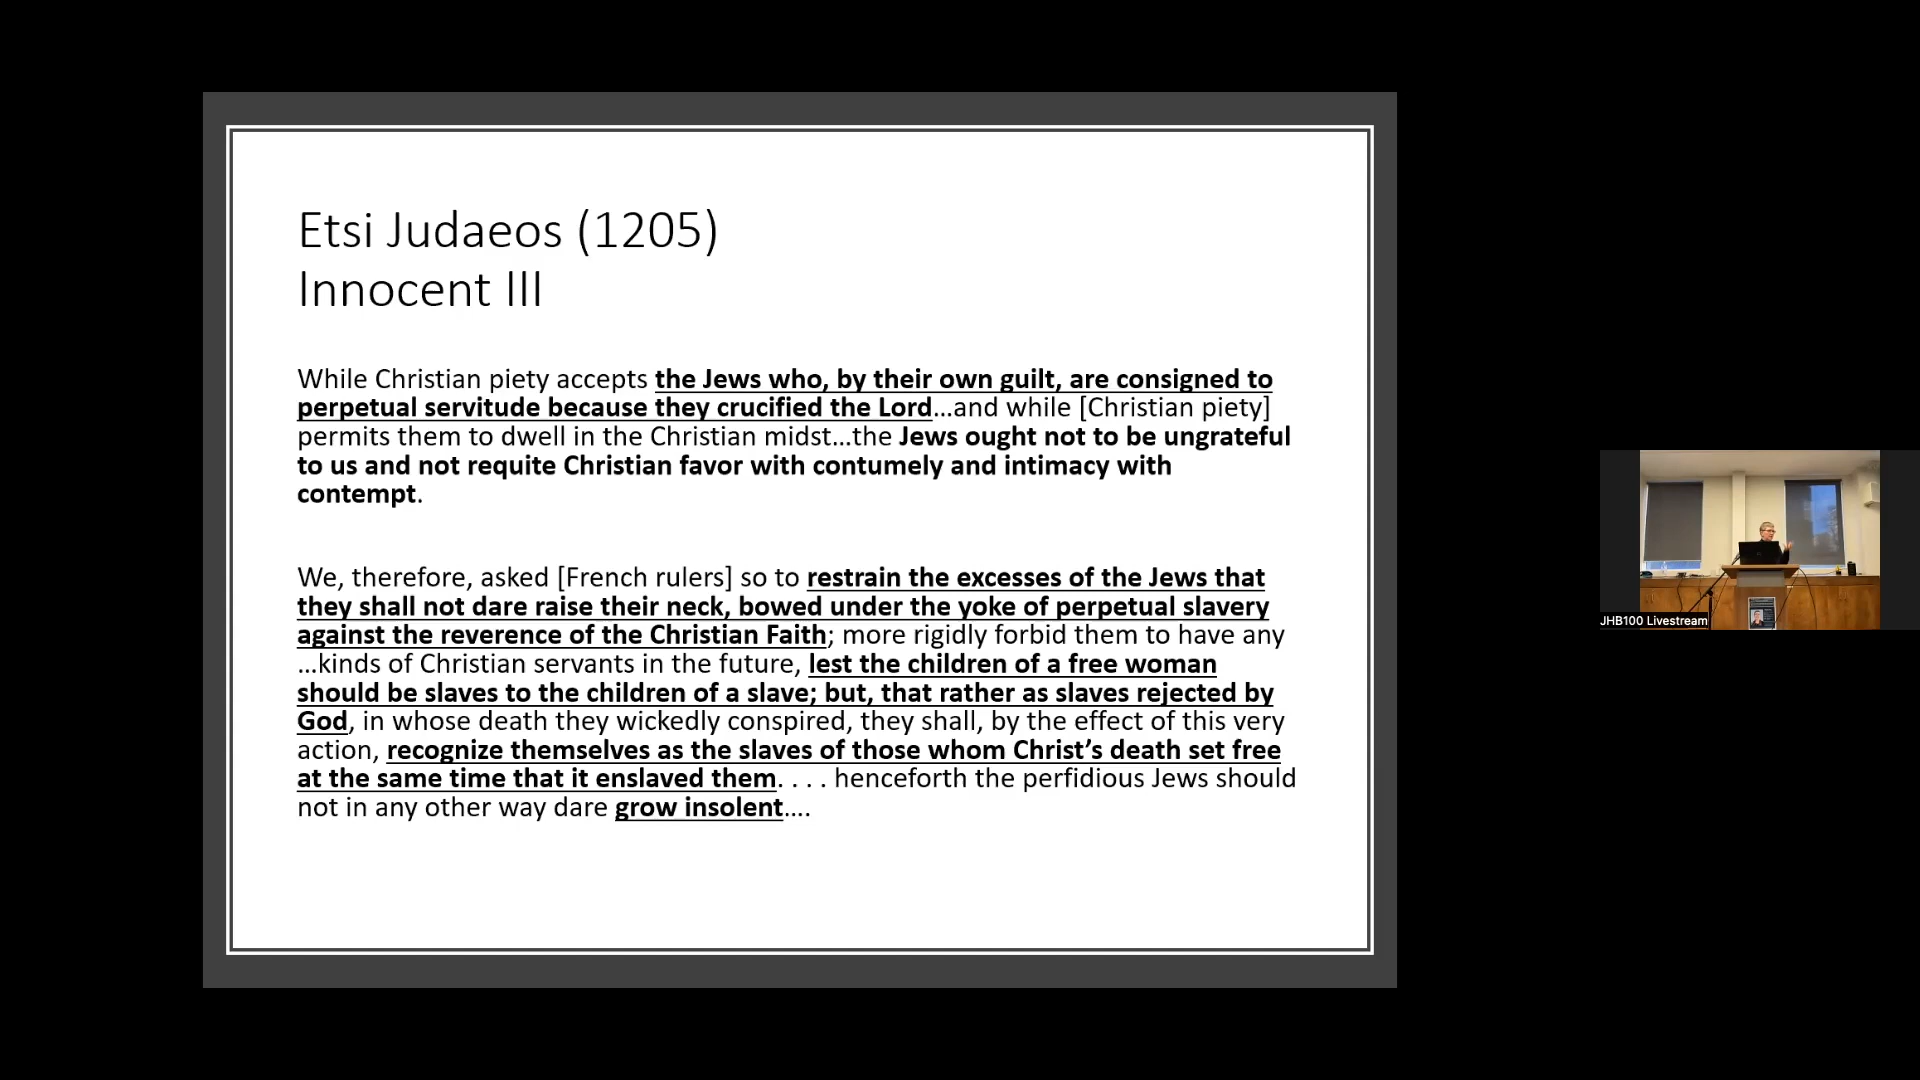 Etsi Judaeos (1205)
Innocent III
While Christian piety accepts the Jews who, by their own guilt, are consigned to
perpetual servitude because they crucified the Lord…and while [Christian piety]
permits them to dwell in the Christian midst…the Jews ought not to be ungrateful
to us and not requite Christian favor with contumely and intimacy with
contempt.
We, therefore, asked [French rulers] so to restrain the excesses of the Jews that
they shall not dare raise their neck, bowed under the yoke of perpetual slavery
against the reverence of the Christian Faith; more rigidly forbid them to have any
…kinds of Christian servants in the future, lest the children of a free woman
should be slaves to the children of a slave; but, that rather as slaves rejected by
God, in whose death they wickedly conspired, they shall, by the effect of this very
action, recognize themselves as the slaves of those whom Christ’s death set free
at the same time that it enslaved them. . . . henceforth the perfidious Jews should
not in any other way dare grow insolent….
JHB100 Livestream